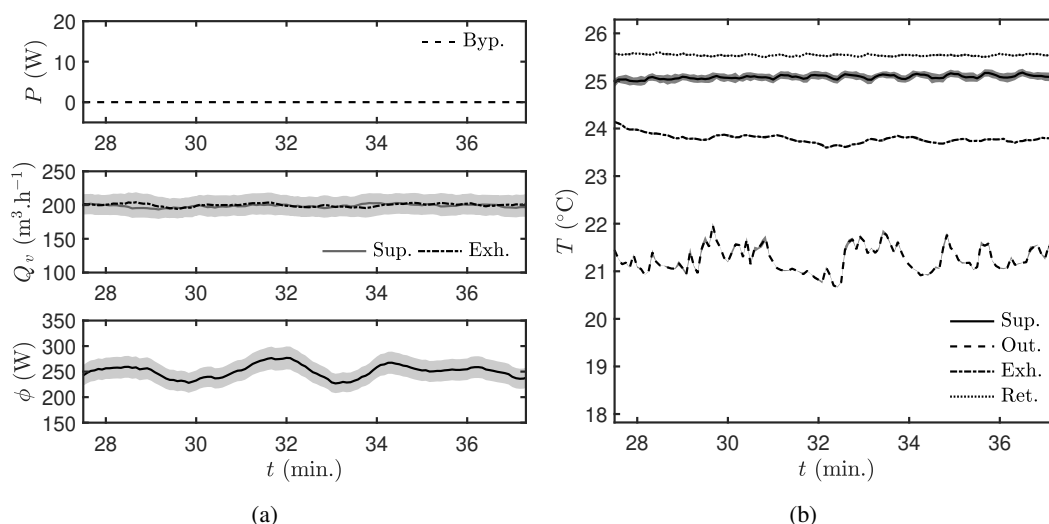 20
10
0
P (W)
Byp.
28 30 32 34 36
250
200
150
100
Q_v (m³.h⁻¹)
Sup. Exh.
28 30 32 34 36
350
300
250
200
150
ϕ (W)
28 30 32 34 36
t (min.)
(a)
26
25
24
23
22
21
20
19
18
T (°C)
Sup.
Out.
Exh.
Ret.
28 30 32 34 36
t (min.)
(b)